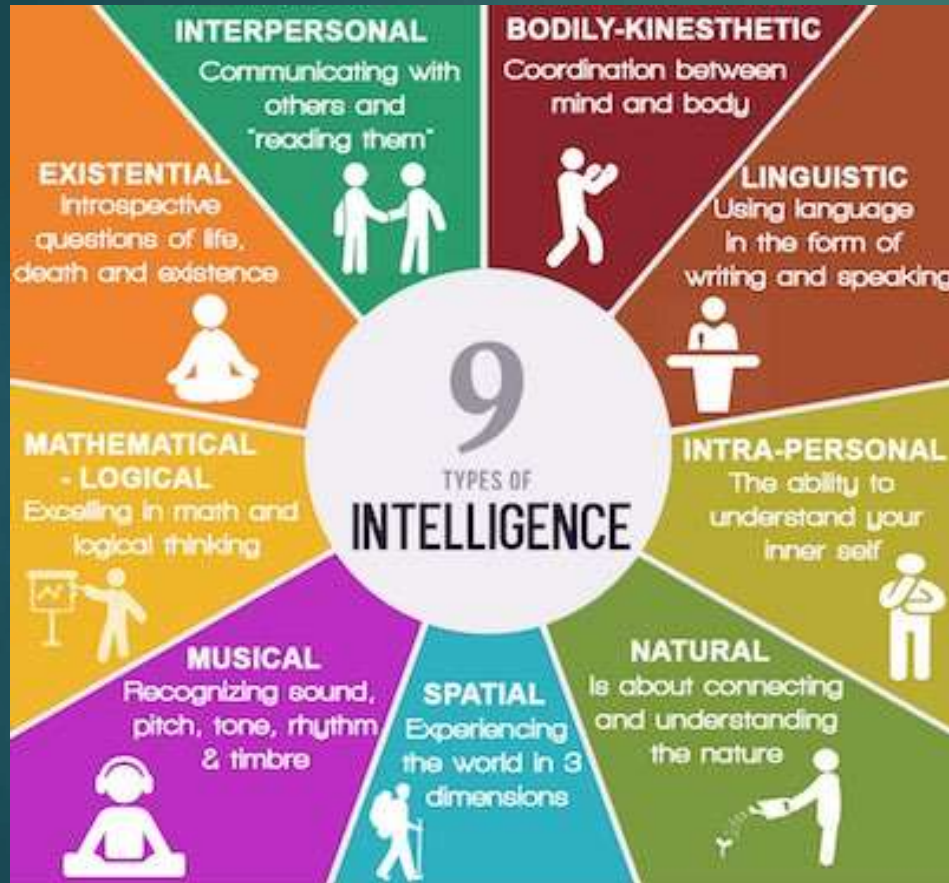 INTERPERSONAL
Communicating with
others and
"reading them"
BODILY-KINESTHETIC
Coordination between
mind and body
LINGUISTIC
Using language
in the form of
writing and speaking
INTRA-PERSONAL
The ability to
understand your
inner self
NATURAL
Is about connecting
and understanding
the nature
SPATIAL
Experiencing
the world in 3
dimensions
MUSICAL
Recognizing sound,
pitch, tone, rhythm
& timbre
MATHEMATICAL
- LOGICAL
Excelling in math and
logical thinking
EXISTENTIAL
Introspective
questions of life,
death and existence
9
TYPES OF
INTELLIGENCE